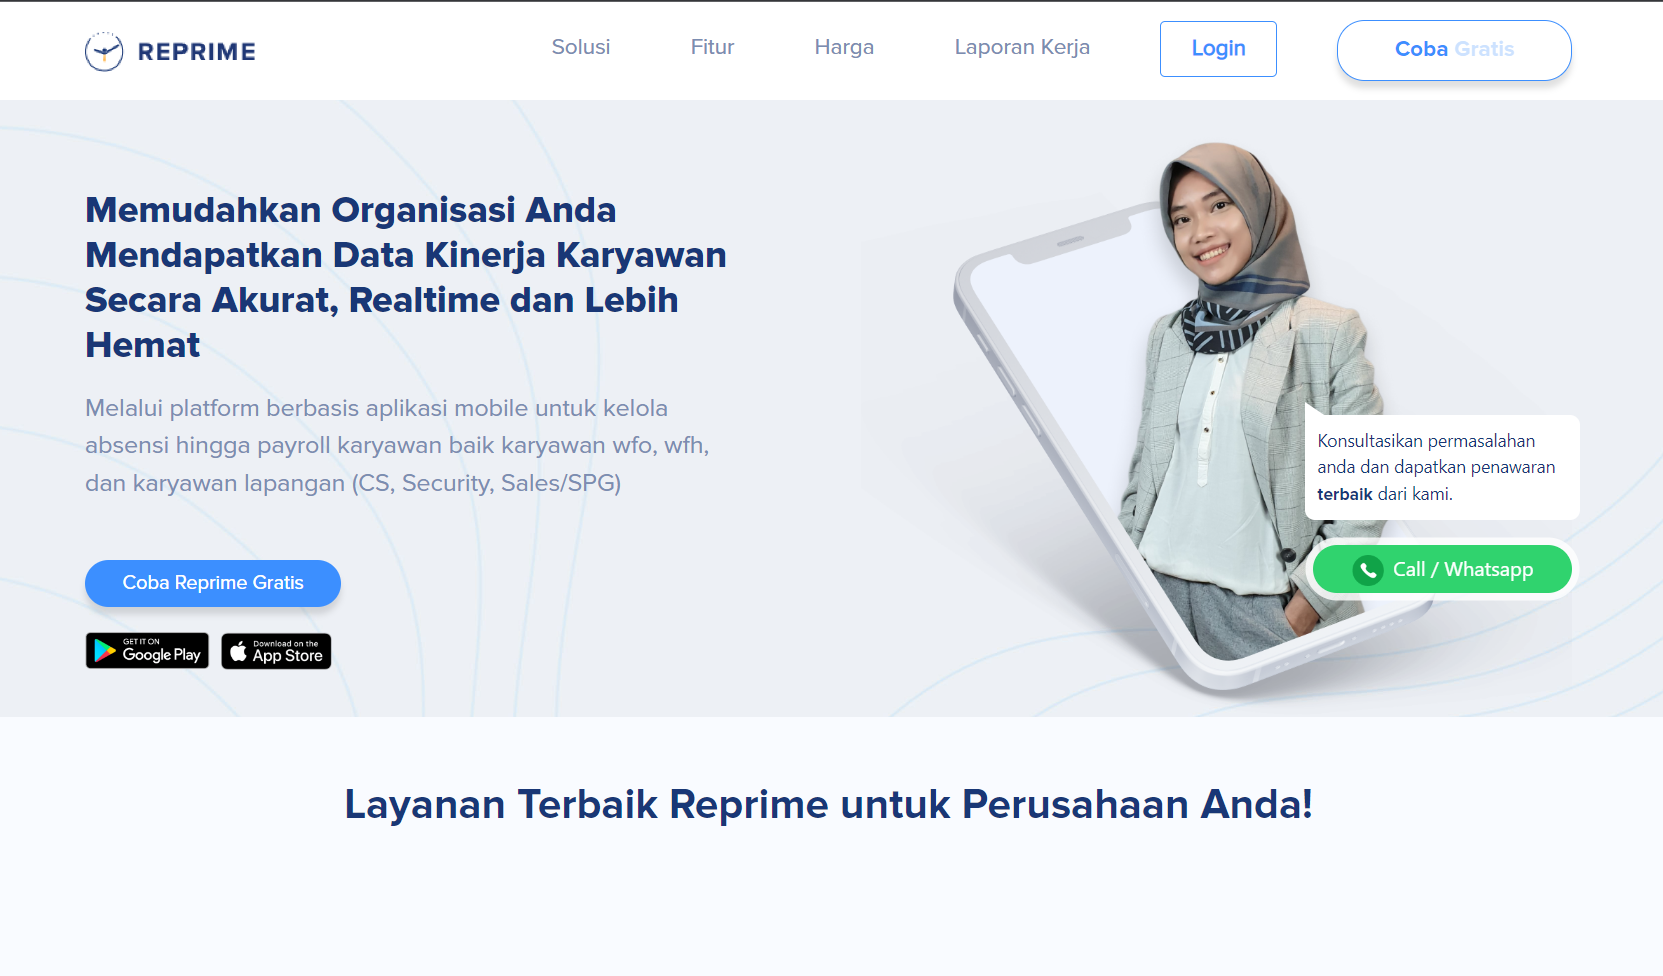 REPRIME
Solusi
Fitur
Harga
Laporan Kerja
Login
Coba Gratis
Memudahkan Organisasi Anda
Mendapatkan Data Kinerja Karyawan
Secara Akurat, Realtime dan Lebih
Hemat
Melalui platform berbasis aplikasi mobile untuk kelola
absensi hingga payroll karyawan baik karyawan wfo, wfh,
dan karyawan lapangan (CS, Security, Sales/SPG)
Coba Reprime Gratis
GET IT ON
Google Play
Download on the
App Store
Konsultasikan permasalahan
anda dan dapatkan penawaran
terbaik dari kami.
Call / Whatsapp
Layanan Terbaik Reprime untuk Perusahaan Anda!